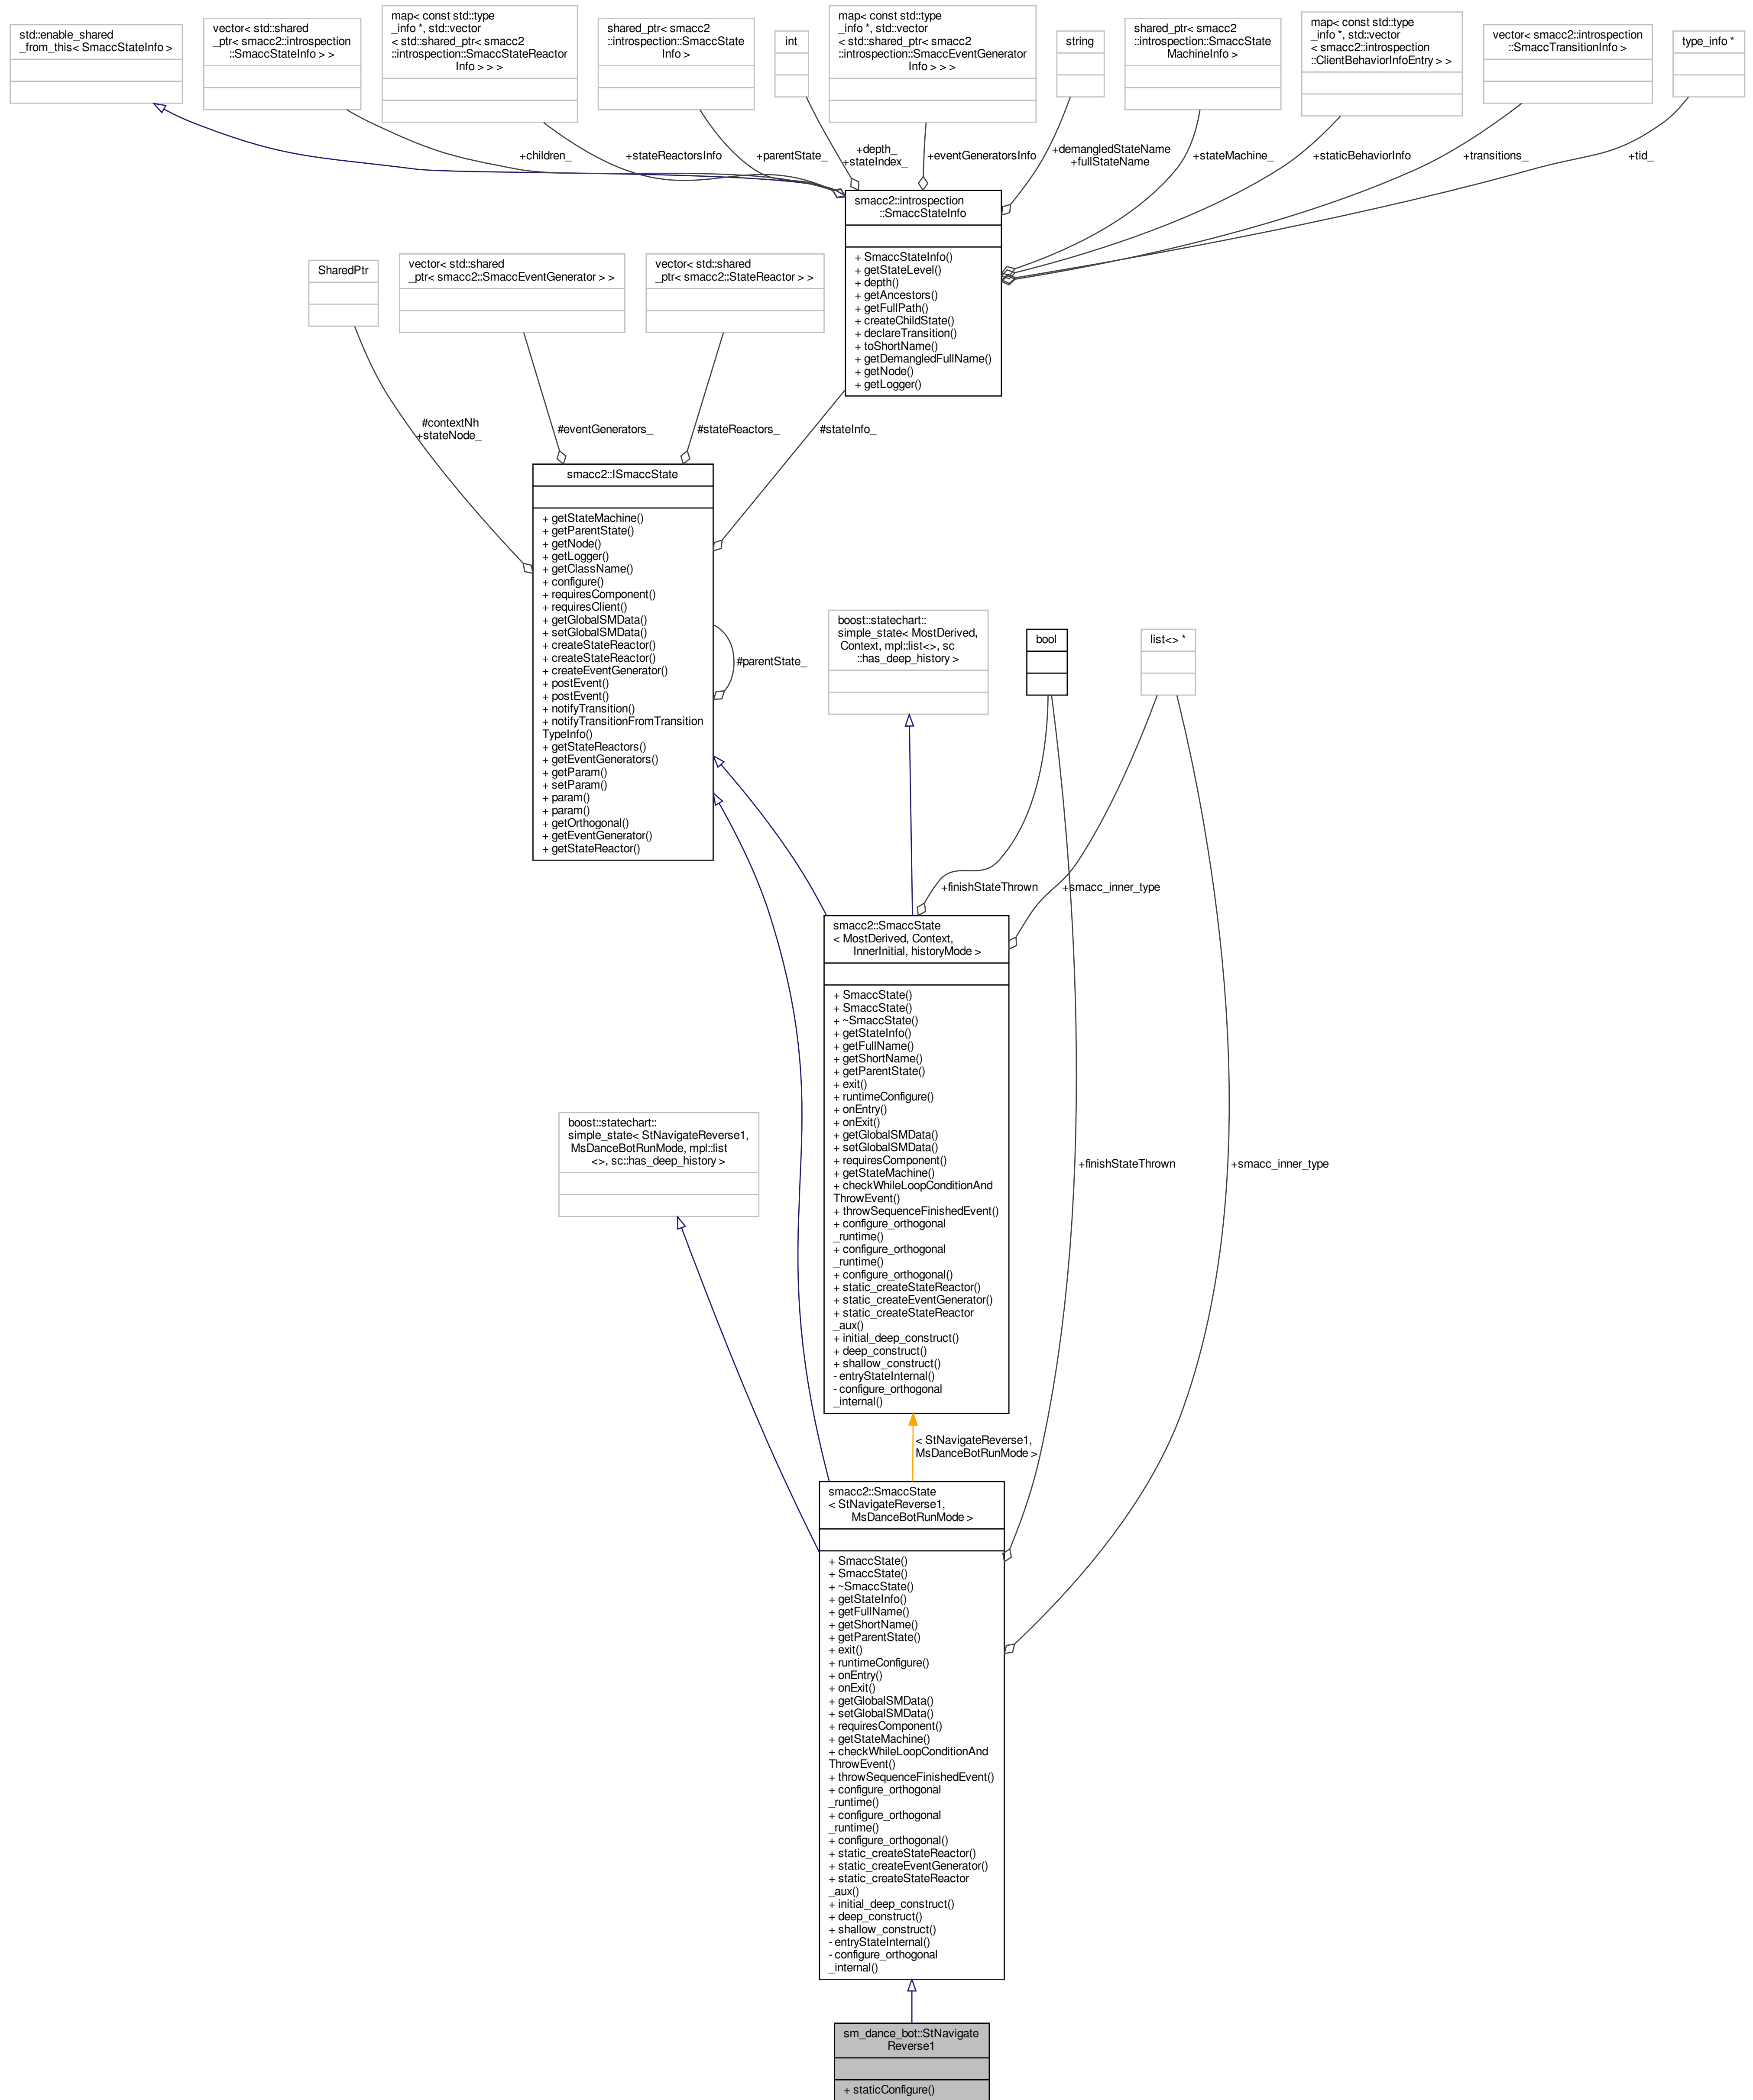 std::enable_shared
_from_this< SmaccStateInfo >
vector< std::shared
_ptr< smacc2::introspection
::SmaccStateInfo > >
map< const std::type
_info *, std::vector
< std::shared_ptr< smacc2
::introspection::SmaccStateReactor
Info > > >
shared_ptr< smacc2
::introspection::SmaccState
Info >
int
map< const std::type
_info *, std::vector
< std::shared_ptr< smacc2
::introspection::SmaccEventGenerator
Info > > >
string
shared_ptr< smacc2
::introspection::SmaccState
MachineInfo >
map< const std::type
_info *, std::vector
< smacc2::introspection
::ClientBehaviorInfoEntry > >
vector< smacc2::introspection
::SmaccTransitionInfo >
type_info *
+children_
+stateReactorsInfo
+parentState_
+depth_
+stateIndex_
+eventGeneratorsInfo
+demangledStateName
+fullStateName
+stateMachine_
+staticBehaviorInfo
+transitions_
+tid_
smacc2::introspection
::SmaccStateInfo
+ SmaccStateInfo()
+ getStateLevel()
+ depth()
+ getAncestors()
+ getFullPath()
+ createChildState()
+ declareTransition()
+ toShortName()
+ getDemangledFullName()
+ getNode()
+ getLogger()
SharedPtr
vector< std::shared
_ptr< smacc2::SmaccEventGenerator > >
vector< std::shared
_ptr< smacc2::StateReactor > >
#contextNh
+stateNode_
#eventGenerators_
#stateReactors_
#stateInfo_
smacc2::ISmaccState
+ getStateMachine()
+ getParentState()
+ getNode()
+ getLogger()
+ getClassName()
+ configure()
+ requiresComponent()
+ requiresClient()
+ getGlobalSMData()
+ setGlobalSMData()
+ createStateReactor()
+ createStateReactor()
+ createEventGenerator()
+ postEvent()
+ postEvent()
+ notifyTransition()
+ notifyTransitionFromTransition
TypeInfo()
+ getStateReactors()
+ getEventGenerators()
+ getParam()
+ setParam()
+ param()
+ param()
+ getOrthogonal()
+ getEventGenerator()
+ getStateReactor()
#parentState_
boost::statechart::
simple_state< MostDerived,
Context, mpl::list<>, sc
::has_deep_history >
bool
list<> *
+finishStateThrown
+smacc_inner_type
smacc2::SmaccState
< MostDerived, Context,
InnerInitial, historyMode >
+ SmaccState()
+ SmaccState()
+ ~SmaccState()
+ getStateInfo()
+ getFullName()
+ getShortName()
+ getParentState()
+ exit()
+ runtimeConfigure()
+ onEntry()
+ onExit()
+ getGlobalSMData()
+ setGlobalSMData()
+ requiresComponent()
+ getStateMachine()
+ checkWhileLoopConditionAnd
ThrowEvent()
+ throwSequenceFinishedEvent()
+ configure_orthogonal
_runtime()
+ configure_orthogonal
_runtime()
+ configure_orthogonal()
+ static_createStateReactor()
+ static_createEventGenerator()
+ static_createStateReactor
_aux()
+ initial_deep_construct()
+ deep_construct()
+ shallow_construct()
- entryStateInternal()
- configure_orthogonal
_internal()
boost::statechart::
simple_state< StNavigateReverse1,
MsDanceBotRunMode, mpl::list
<>, sc::has_deep_history >
+finishStateThrown
+smacc_inner_type
< StNavigateReverse1,
MsDanceBotRunMode >
smacc2::SmaccState
< StNavigateReverse1,
MsDanceBotRunMode >
+ SmaccState()
+ SmaccState()
+ ~SmaccState()
+ getStateInfo()
+ getFullName()
+ getShortName()
+ getParentState()
+ exit()
+ runtimeConfigure()
+ onEntry()
+ onExit()
+ getGlobalSMData()
+ setGlobalSMData()
+ requiresComponent()
+ getStateMachine()
+ checkWhileLoopConditionAnd
ThrowEvent()
+ throwSequenceFinishedEvent()
+ configure_orthogonal
_runtime()
+ configure_orthogonal
_runtime()
+ configure_orthogonal()
+ static_createStateReactor()
+ static_createEventGenerator()
+ static_createStateReactor
_aux()
+ initial_deep_construct()
+ deep_construct()
+ shallow_construct()
- entryStateInternal()
- configure_orthogonal
_internal()
sm_dance_bot::StNavigate
Reverse1
+ staticConfigure()